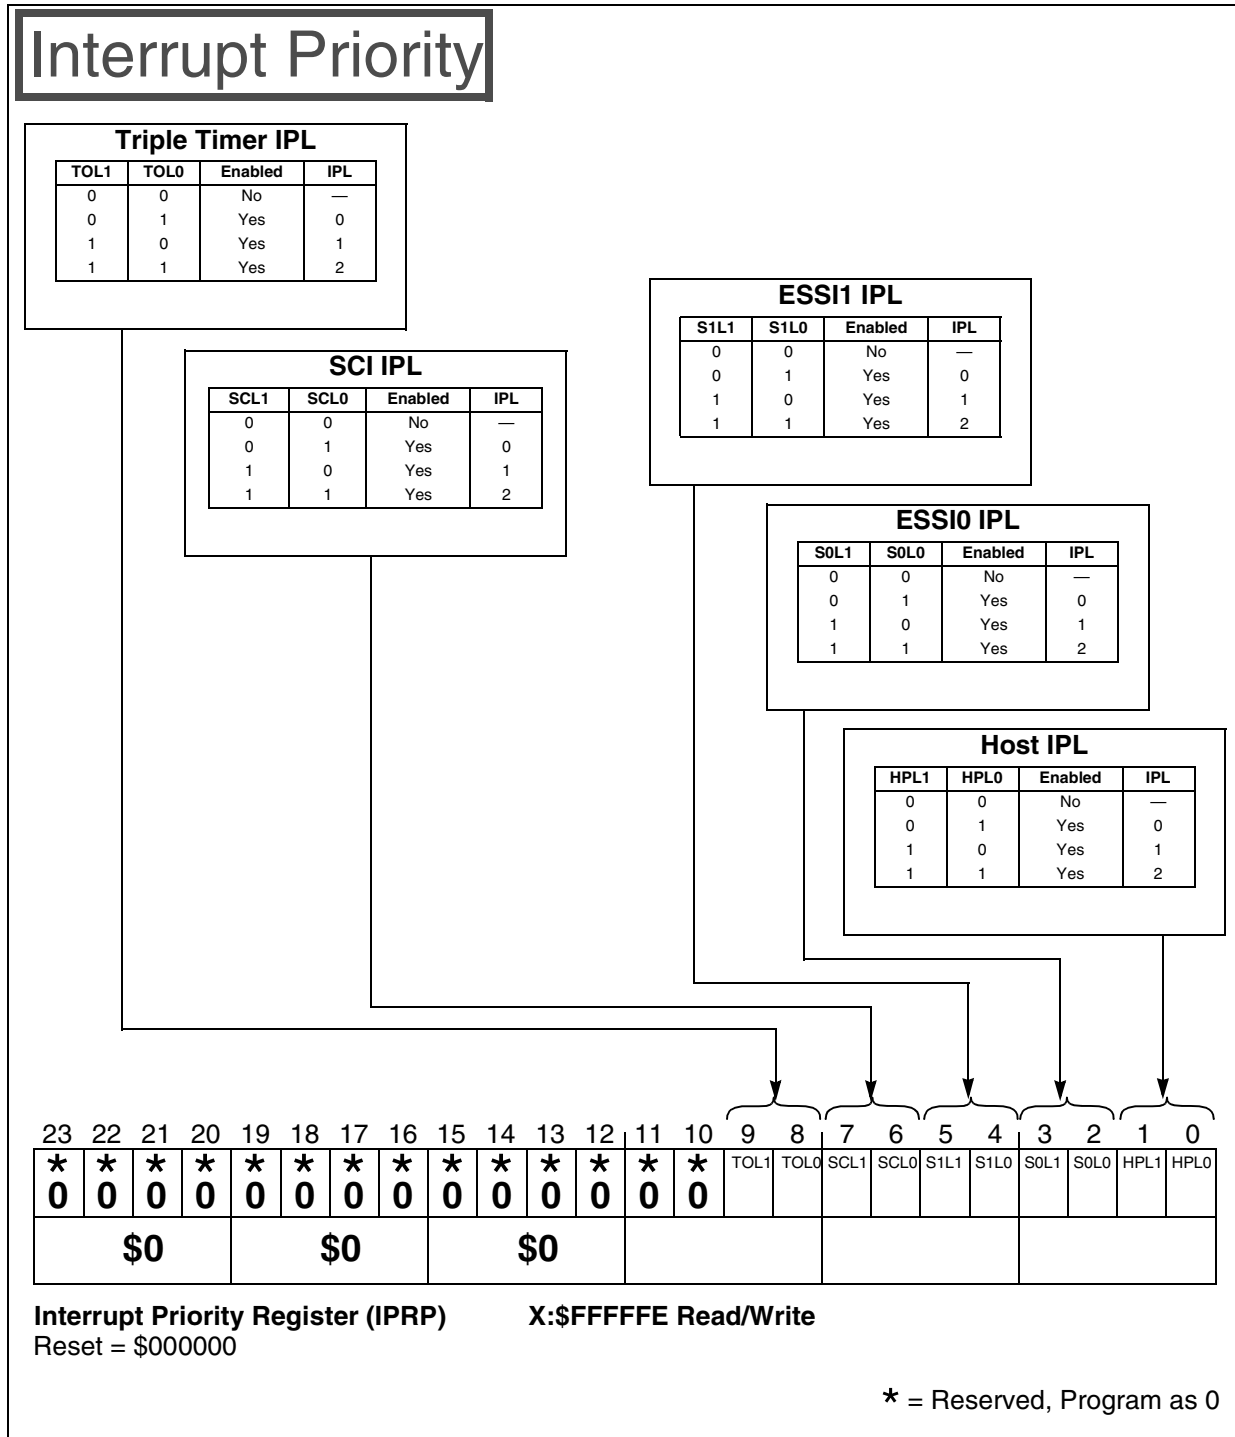 Interrupt Priority
Triple Timer IPL
TOL1 TOL0 Enabled IPL
0 0 No —
0 1 Yes 0
1 0 Yes 1
1 1 Yes 2
SCI IPL
SCL1 SCL0 Enabled IPL
0 0 No —
0 1 Yes 0
1 0 Yes 1
1 1 Yes 2
ESSI1 IPL
S1L1 S1L0 Enabled IPL
0 0 No —
0 1 Yes 0
1 0 Yes 1
1 1 Yes 2
ESSI0 IPL
S0L1 S0L0 Enabled IPL
0 0 No —
0 1 Yes 0
1 0 Yes 1
1 1 Yes 2
Host IPL
HPL1 HPL0 Enabled IPL
0 0 No —
0 1 Yes 0
1 0 Yes 1
1 1 Yes 2
23 22 21 20 19 18 17 16 15 14 13 12 11 10 9 8 7 6 5 4 3 2 1 0
* * * * * * * * * * * * * * TOL1 TOL0 SCL1 SCL0 S1L1 S1L0 S0L1 S0L0 HPL1 HPL0
0 0 0 0 0 0 0 0 0 0 0 0 0 0
$0 $0 $0
Interrupt Priority Register (IPRP) X:$FFFFFE Read/Write
Reset = $000000
* = Reserved, Program as 0